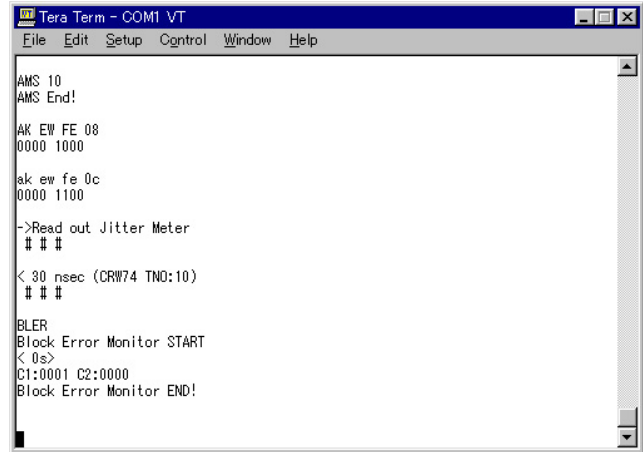 Tera Term - COM1 VT
File Edit Setup Control Window Help
AMS 10
AMS End!
AK EW FE 08
0000 1000
ak ew fe 0c
0000 1100
->Read out Jitter Meter
# # #
< 30 nsec (CRW74 TNO:10)
# # #
BLER
Block Error Monitor START
< 0s>
C1:0001 C2:0000
Block Error Monitor END!